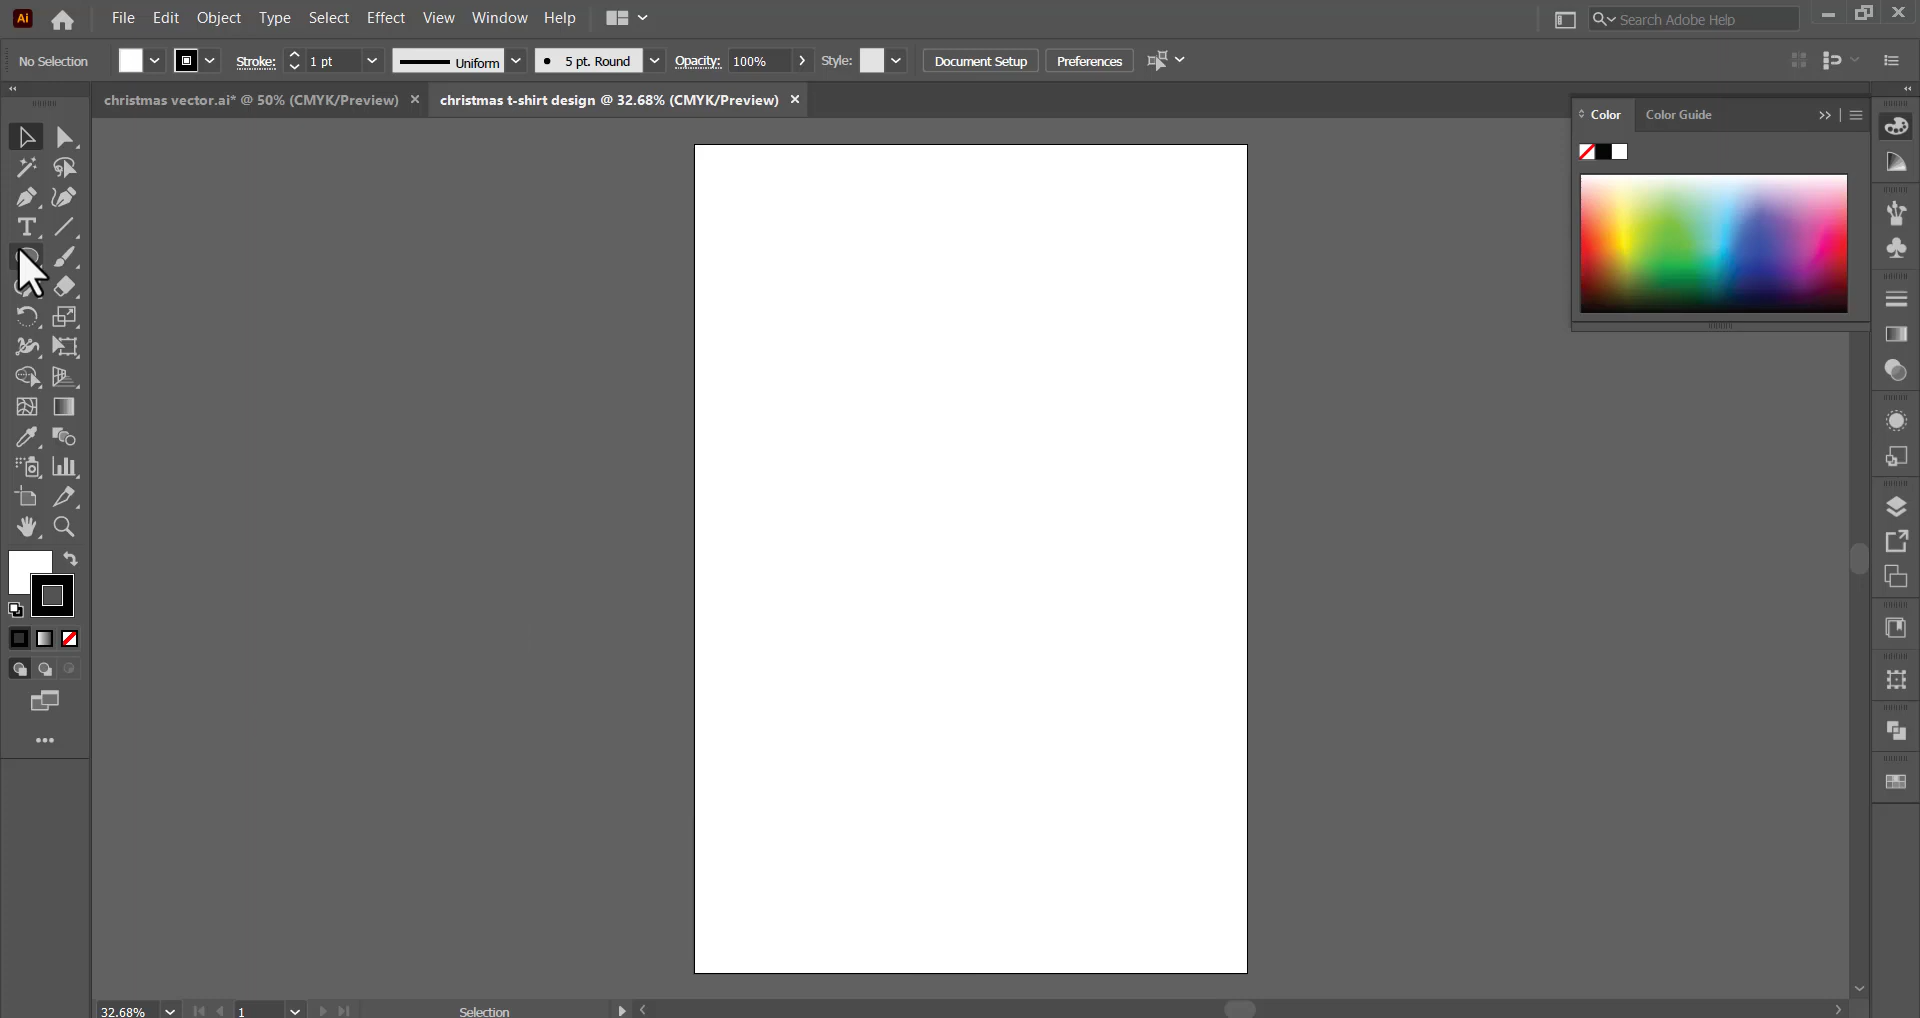 Ai File Edit Object Type Select Effect View Window Help Search Adobe Help
No Selection Stroke: 1 pt Uniform 5 pt. Round Opacity: 100% Style: Document Setup Preferences
christmas vector.ai* @ 50% (CMYK/Preview) christmas t-shirt design @ 32.68% (CMYK/Preview)
Color Color Guide
32.68% 1 Selection